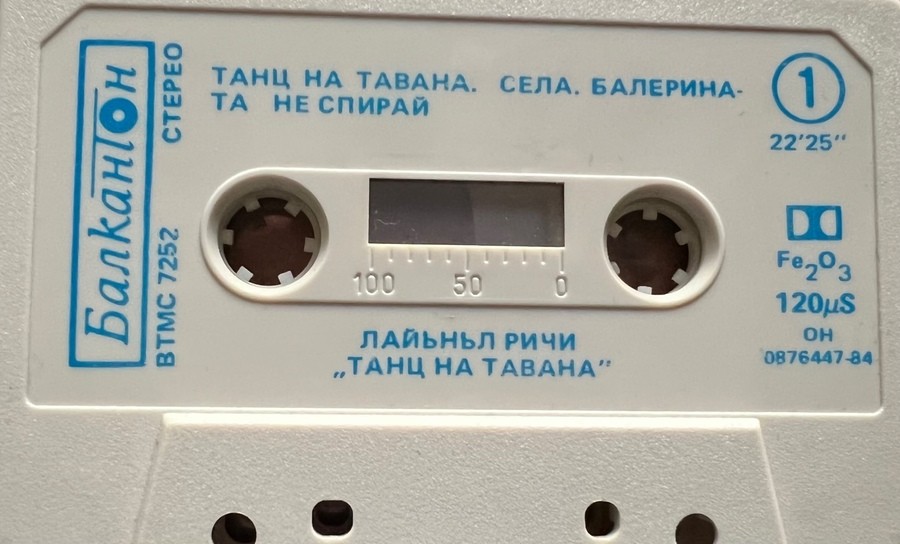 Балкантон
СТЕРЕО
ВТМС 7252
ТАНЦ НА ТАВАНА. СЕЛА. БАЛЕРИНА-
ТА НЕ СПИРАЙ
1
22'25"
100 50 0
Fe2O3
120µS
ОН
0876447-84
ЛАЙЪНЪЛ РИЧИ
„ТАНЦ НА ТАВАНА"